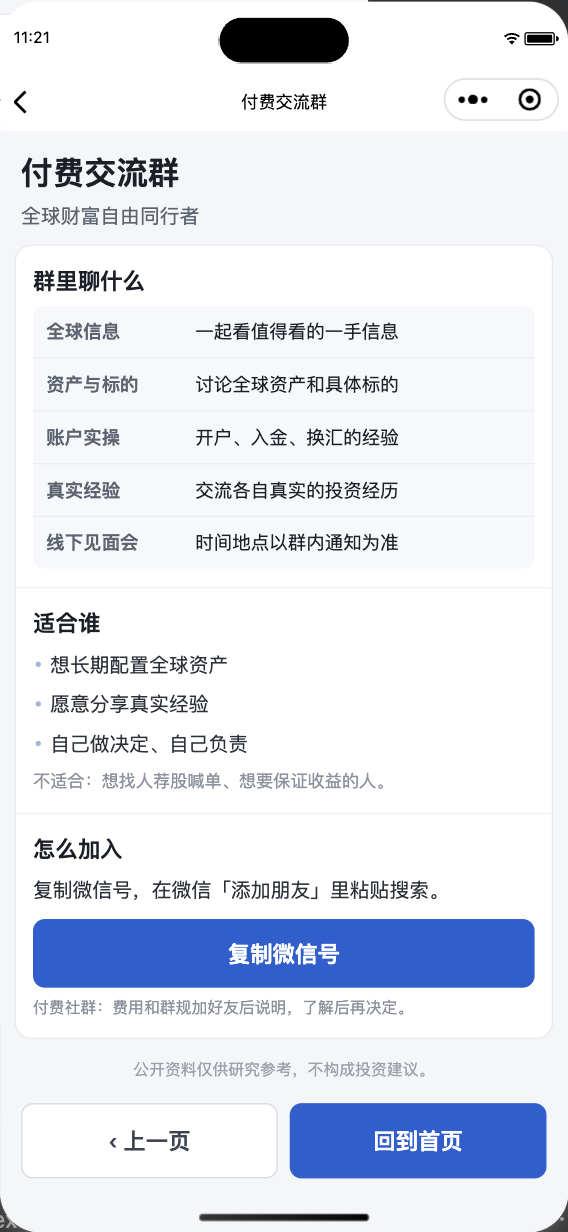 11:21
付费交流群
付费交流群
全球财富自由同行者
群里聊什么
全球信息 一起看值得看的一手信息
资产与标的 讨论全球资产和具体标的
账户实操 开户、入金、换汇的经验
真实经验 交流各自真实的投资经历
线下见面会 时间地点以群内通知为准
适合谁
• 想长期配置全球资产
• 愿意分享真实经验
• 自己做决定、自己负责
不适合：想找人荐股喊单、想要保证收益的人。
怎么加入
复制微信号，在微信「添加朋友」里粘贴搜索。
复制微信号
付费社群：费用和群规加好友后说明，了解后再决定。
公开资料仅供研究参考，不构成投资建议。
‹ 上一页 回到首页